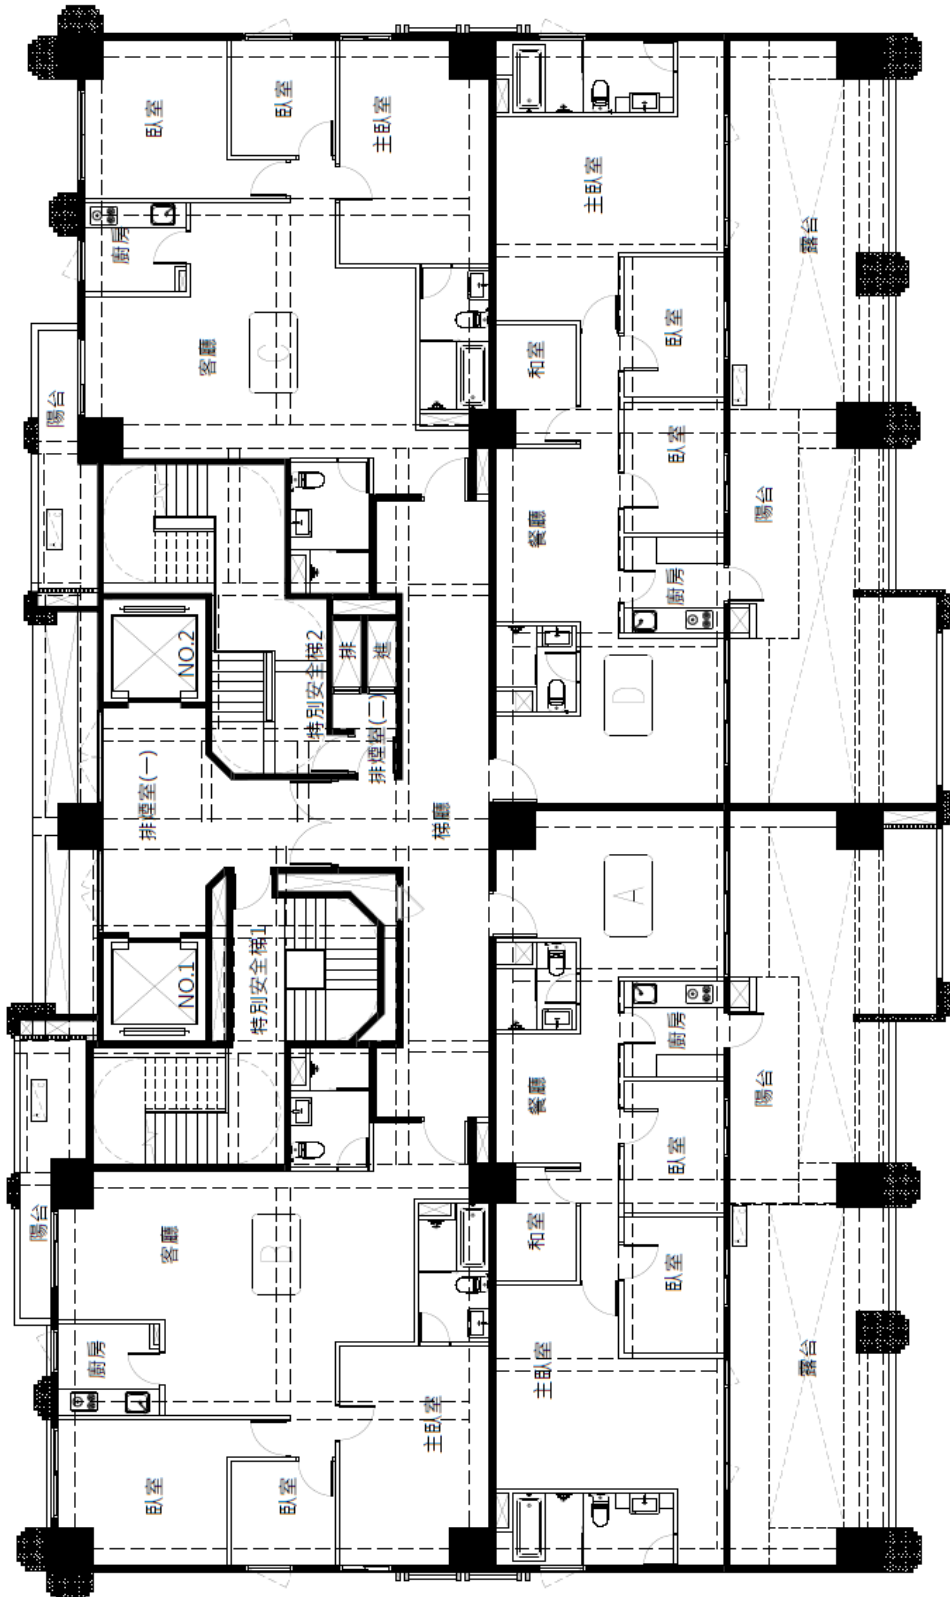 臥室
臥室
主臥室
廚房
客廳
C
陽台
主臥室
露台
和室
臥室
臥室
餐廳
陽台
廚房
D
NO.2
特別安全梯2
排
進
排煙室(二)
排煙室(一)
梯廳
A
NO.1
特別安全梯1
廚房
餐廳
陽台
臥室
和室
臥室
主臥室
露台
陽台
客廳
B
廚房
主臥室
臥室
臥室